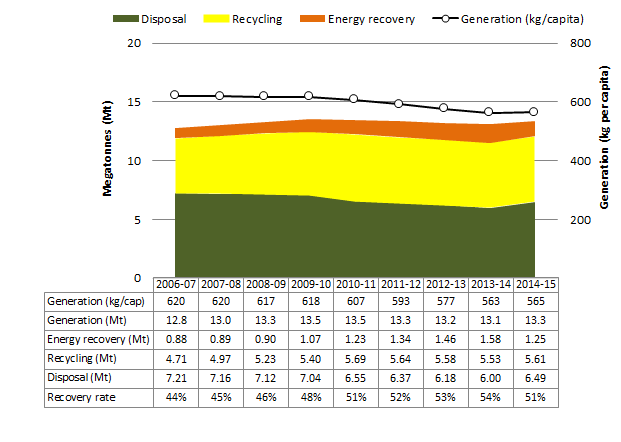 Disposal Recycling Energy recovery Generation (kg/capita)
20 800
15 600
10 400
5 200
0
Megatonnes (Mt)
Generation (kg per capita)
2006-07 2007-08 2008-09 2009-10 2010-11 2011-12 2012-13 2013-14 2014-15
Generation (kg/cap) 620 620 617 618 607 593 577 563 565
Generation (Mt) 12.8 13.0 13.3 13.5 13.5 13.3 13.2 13.1 13.3
Energy recovery (Mt) 0.88 0.89 0.90 1.07 1.23 1.34 1.46 1.58 1.25
Recycling (Mt) 4.71 4.97 5.23 5.40 5.69 5.64 5.58 5.53 5.61
Disposal (Mt) 7.21 7.16 7.12 7.04 6.55 6.37 6.18 6.00 6.49
Recovery rate 44% 45% 46% 48% 51% 52% 53% 54% 51%